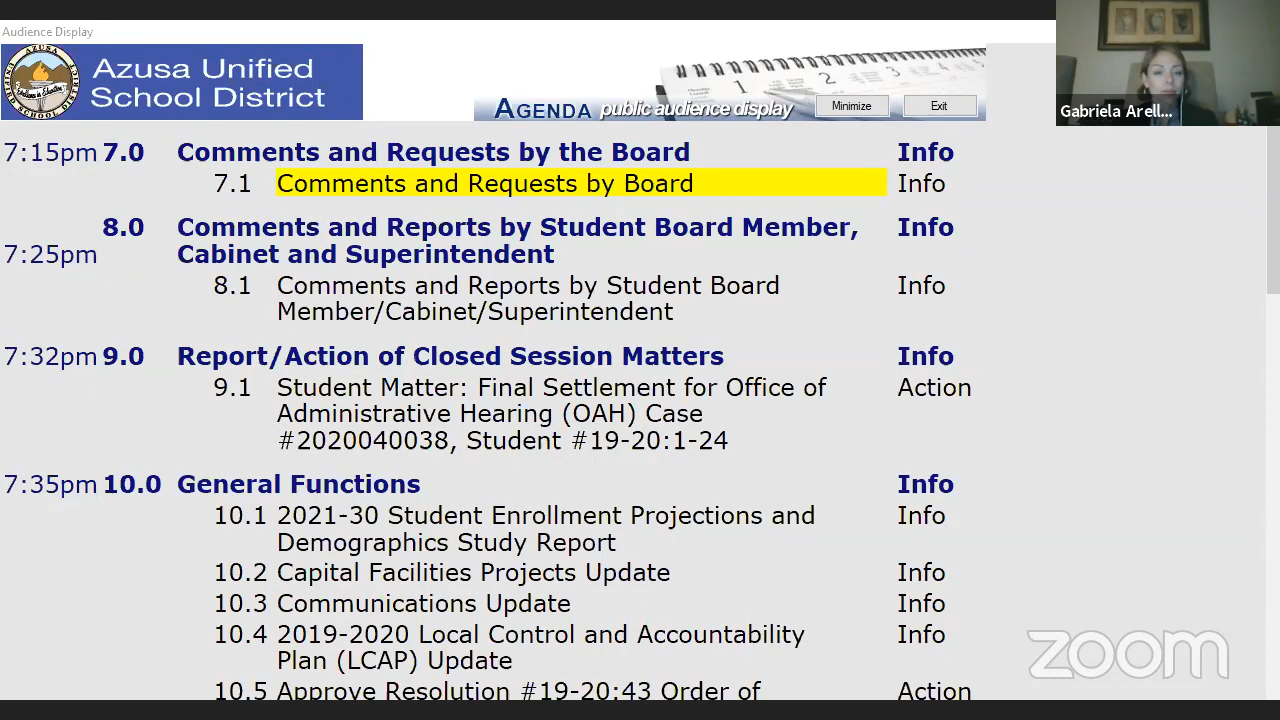 Audience Display
Azusa Unified
School District
AGENDA public audience display
Minimize
Exit
Gabriela Arell...
7:15pm 7.0 Comments and Requests by the Board Info
7.1 Comments and Requests by Board Info
8.0 Comments and Reports by Student Board Member, Info
7:25pm Cabinet and Superintendent
8.1 Comments and Reports by Student Board Info
Member/Cabinet/Superintendent
7:32pm 9.0 Report/Action of Closed Session Matters Info
9.1 Student Matter: Final Settlement for Office of Action
Administrative Hearing (OAH) Case
#2020040038, Student #19-20:1-24
7:35pm 10.0 General Functions Info
10.1 2021-30 Student Enrollment Projections and Info
Demographics Study Report
10.2 Capital Facilities Projects Update Info
10.3 Communications Update Info
10.4 2019-2020 Local Control and Accountability Info
Plan (LCAP) Update
10.5 Approve Resolution #19-20:43 Order of Action
zoom